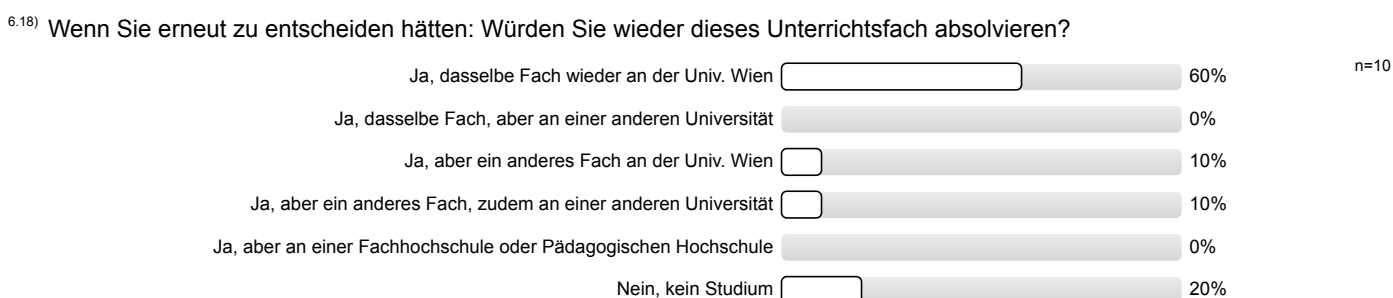 6.18) Wenn Sie erneut zu entscheiden hätten: Würden Sie wieder dieses Unterrichtsfach absolvieren?
Ja, dasselbe Fach wieder an der Univ. Wien 60% n=10
Ja, dasselbe Fach, aber an einer anderen Universität 0%
Ja, aber ein anderes Fach an der Univ. Wien 10%
Ja, aber ein anderes Fach, zudem an einer anderen Universität 10%
Ja, aber an einer Fachhochschule oder Pädagogischen Hochschule 0%
Nein, kein Studium 20%